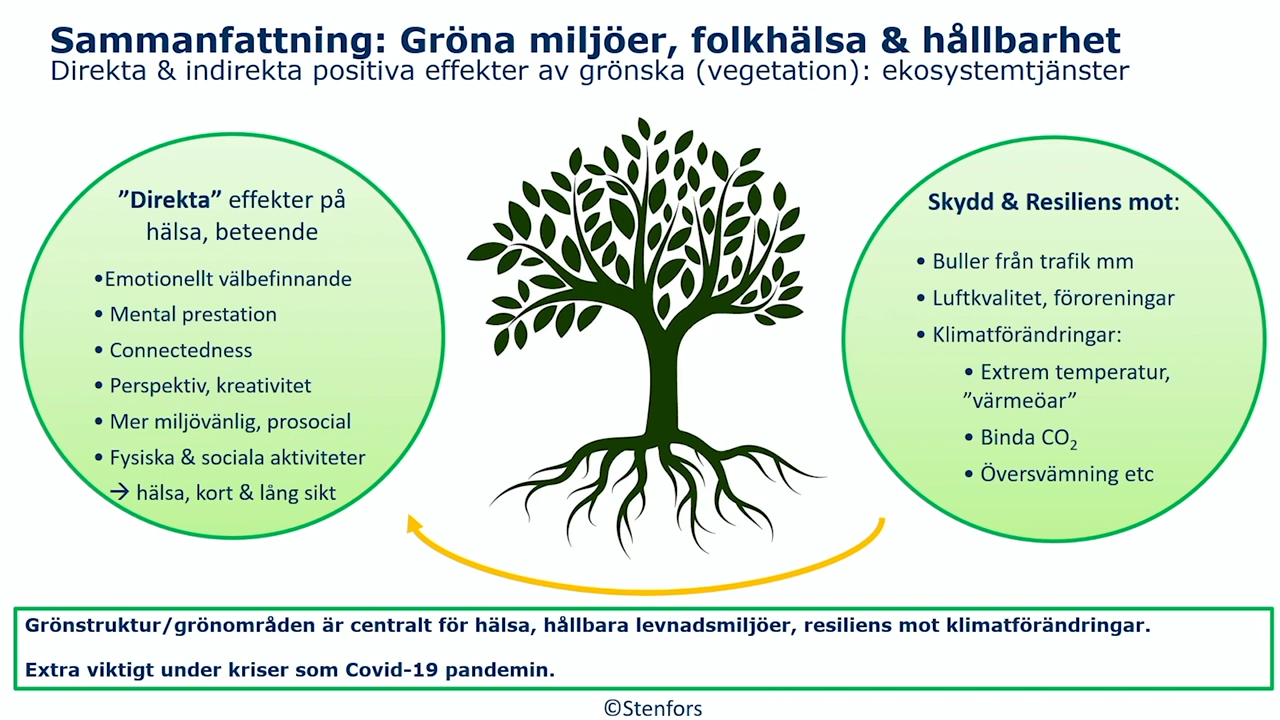 Sammanfattning: Gröna miljöer, folkhälsa & hållbarhet
Direkta & indirekta positiva effekter av grönska (vegetation): ekosystemtjänster
”Direkta” effekter på
hälsa, beteende
•Emotionellt välbefinnande
• Mental prestation
• Connectedness
• Perspektiv, kreativitet
• Mer miljövänlig, prosocial
• Fysiska & sociala aktiviteter
→ hälsa, kort & lång sikt
Skydd & Resiliens mot:
• Buller från trafik mm
• Luftkvalitet, föroreningar
• Klimatförändringar:
• Extrem temperatur,
”värmeöar”
• Binda CO₂
• Översvämning etc
Grönstruktur/grönområden är centralt för hälsa, hållbara levnadsmiljöer, resiliens mot klimatförändringar.
Extra viktigt under kriser som Covid-19 pandemin.
©Stenfors